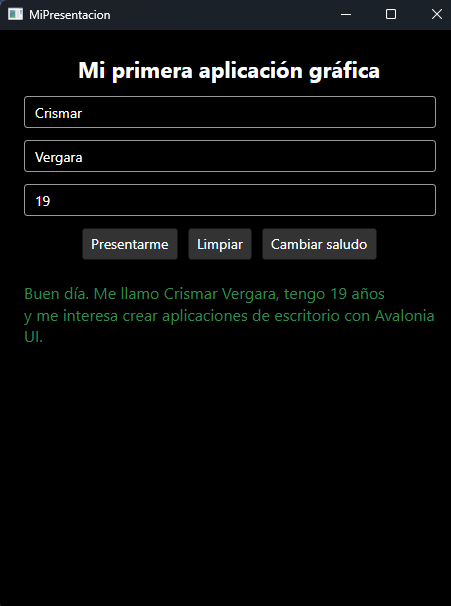 MiPresentacion
Mi primera aplicación gráfica
Crismar
Vergara
19
Presentarme Limpiar Cambiar saludo
Buen día. Me llamo Crismar Vergara, tengo 19 años
y me interesa crear aplicaciones de escritorio con Avalonia
UI.